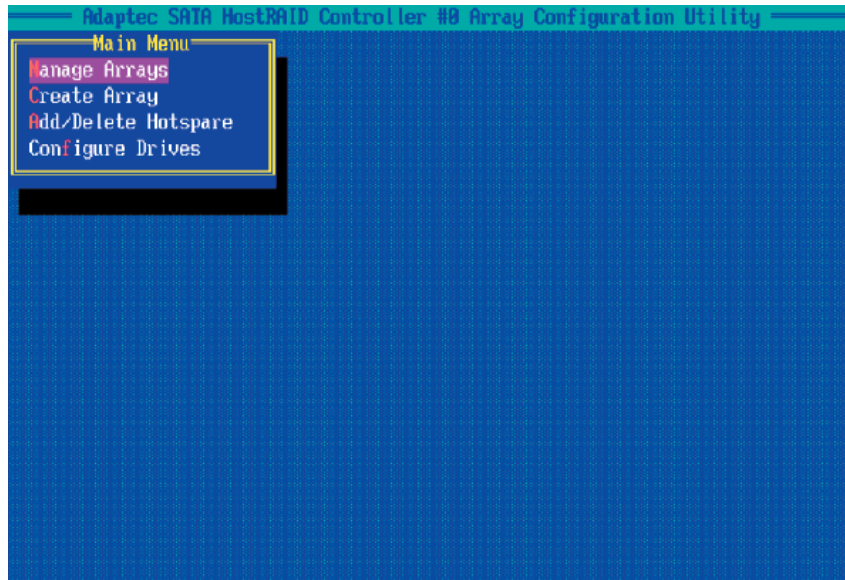 Adaptec SATA HostRAID Controller #0 Array Configuration Utility
Main Menu
Manage Arrays
Create Array
Add/Delete Hotspare
Configure Drives